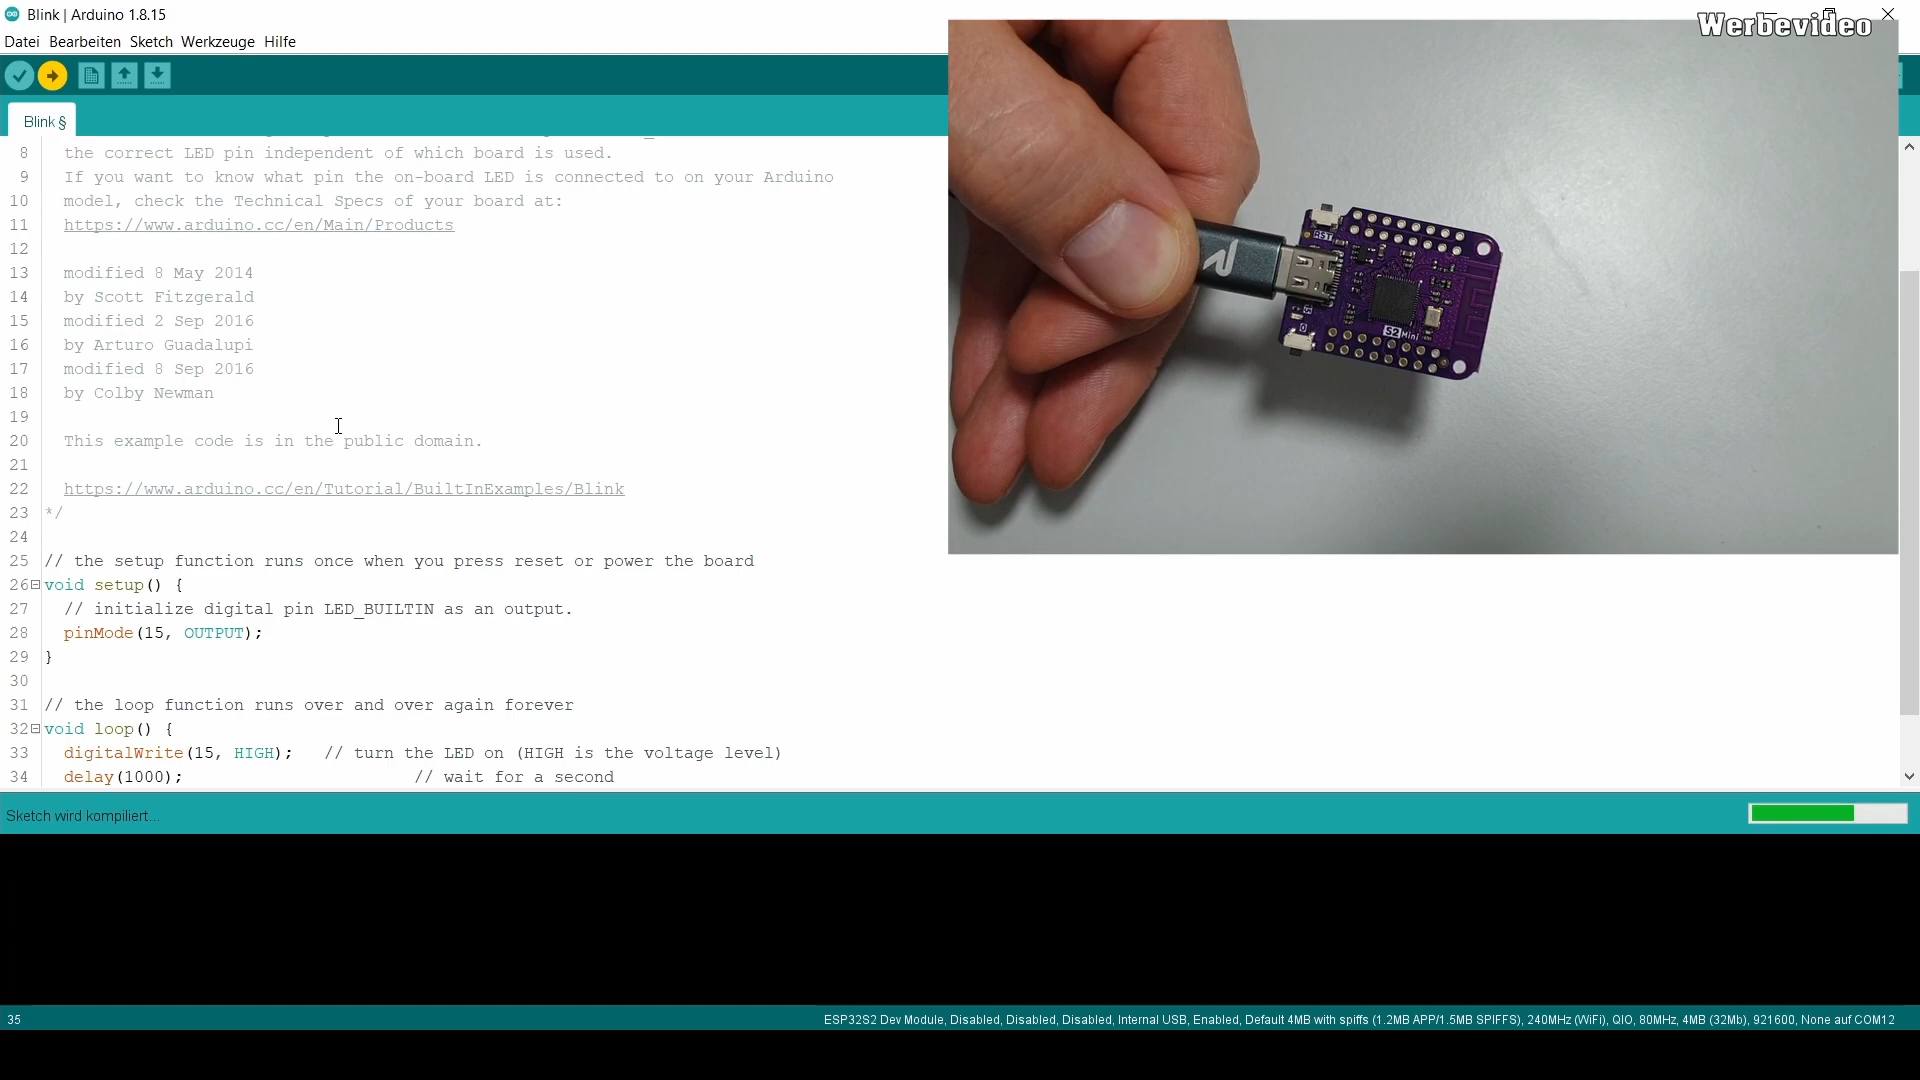 Blink | Arduino 1.8.15
Datei Bearbeiten Sketch Werkzeuge Hilfe
Werbevideo
Blink §
8 the correct LED pin independent of which board is used.
9 If you want to know what pin the on-board LED is connected to on your Arduino
10 model, check the Technical Specs of your board at:
11 https://www.arduino.cc/en/Main/Products
12
13 modified 8 May 2014
14 by Scott Fitzgerald
15 modified 2 Sep 2016
16 by Arturo Guadalupi
17 modified 8 Sep 2016
18 by Colby Newman
19
20 This example code is in the public domain.
21
22 https://www.arduino.cc/en/Tutorial/BuiltInExamples/Blink
23 */
24
25 // the setup function runs once when you press reset or power the board
26 void setup() {
27 // initialize digital pin LED_BUILTIN as an output.
28 pinMode(15, OUTPUT);
29 }
30
31 // the loop function runs over and over again forever
32 void loop() {
33 digitalWrite(15, HIGH); // turn the LED on (HIGH is the voltage level)
34 delay(1000); // wait for a second
RST
0
S2 Mini
Sketch wird kompiliert...
35
ESP32S2 Dev Module, Disabled, Disabled, Disabled, Internal USB, Enabled, Default 4MB with spiffs (1.2MB APP/1.5MB SPIFFS), 240MHz (WiFi), QIO, 80MHz, 4MB (32Mb), 921600, None auf COM12